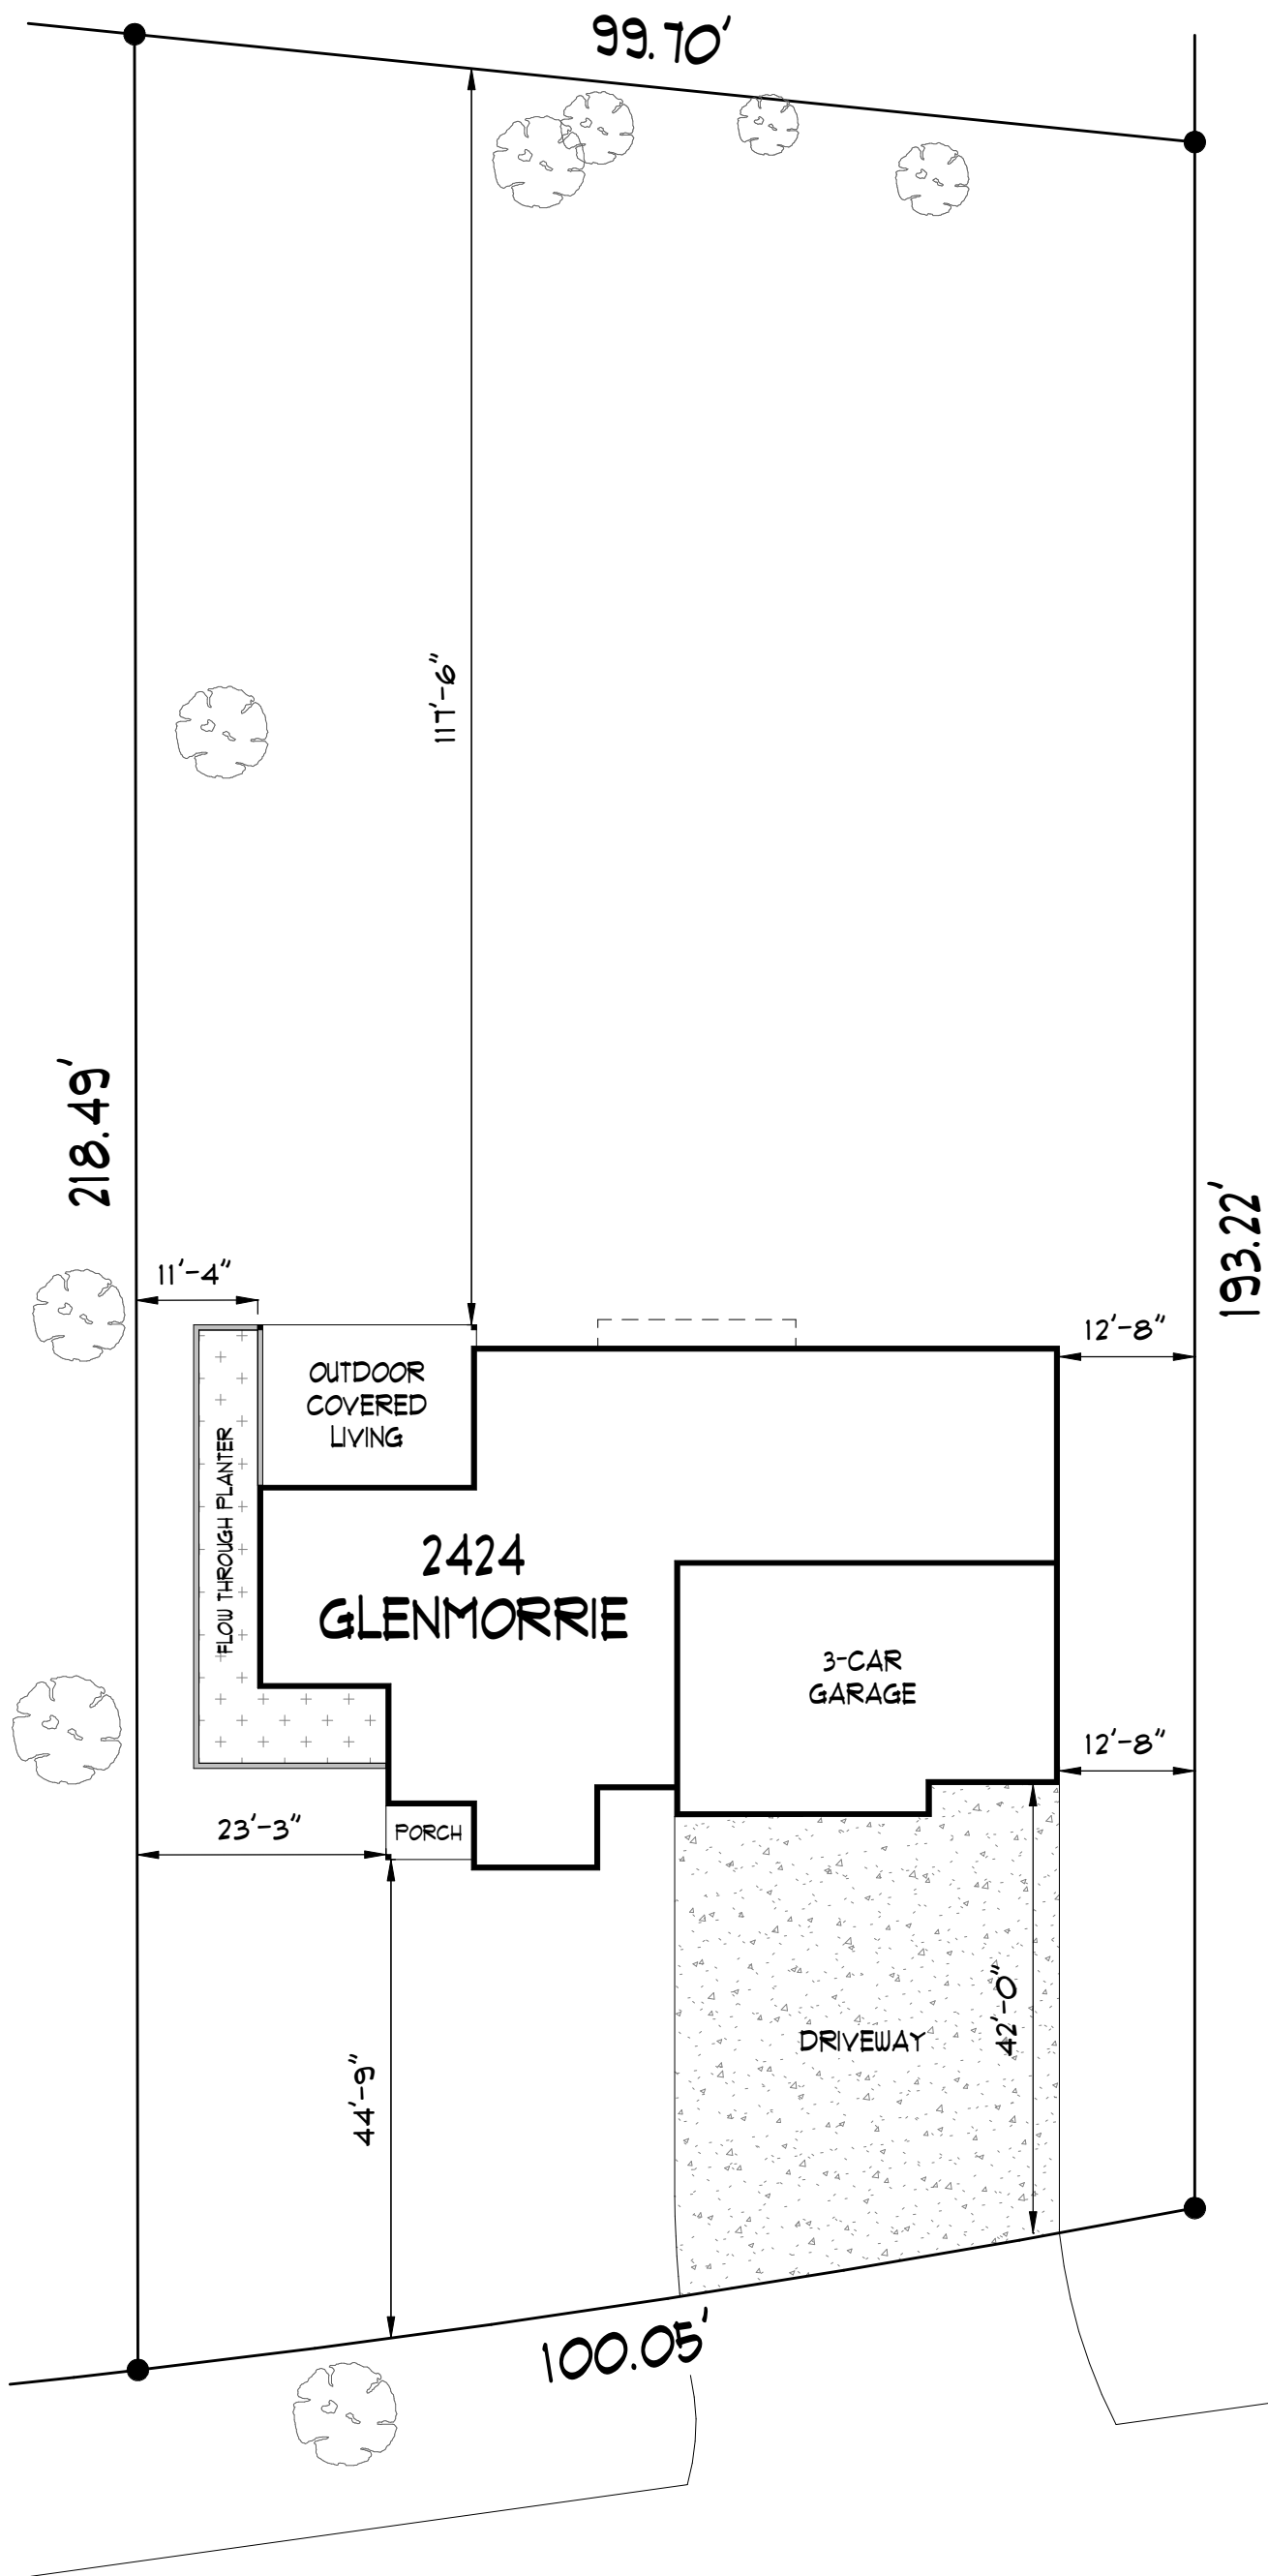 99.70'
117'-6"
218.49'
193.22'
11'-4"
12'-8"
OUTDOOR
COVERED
LIVING
FLOW THROUGH PLANTER
2424
GLENMORRIE
3-CAR
GARAGE
12'-8"
23'-3"
PORCH
42'-0"
DRIVEWAY
44'-9"
100.05'